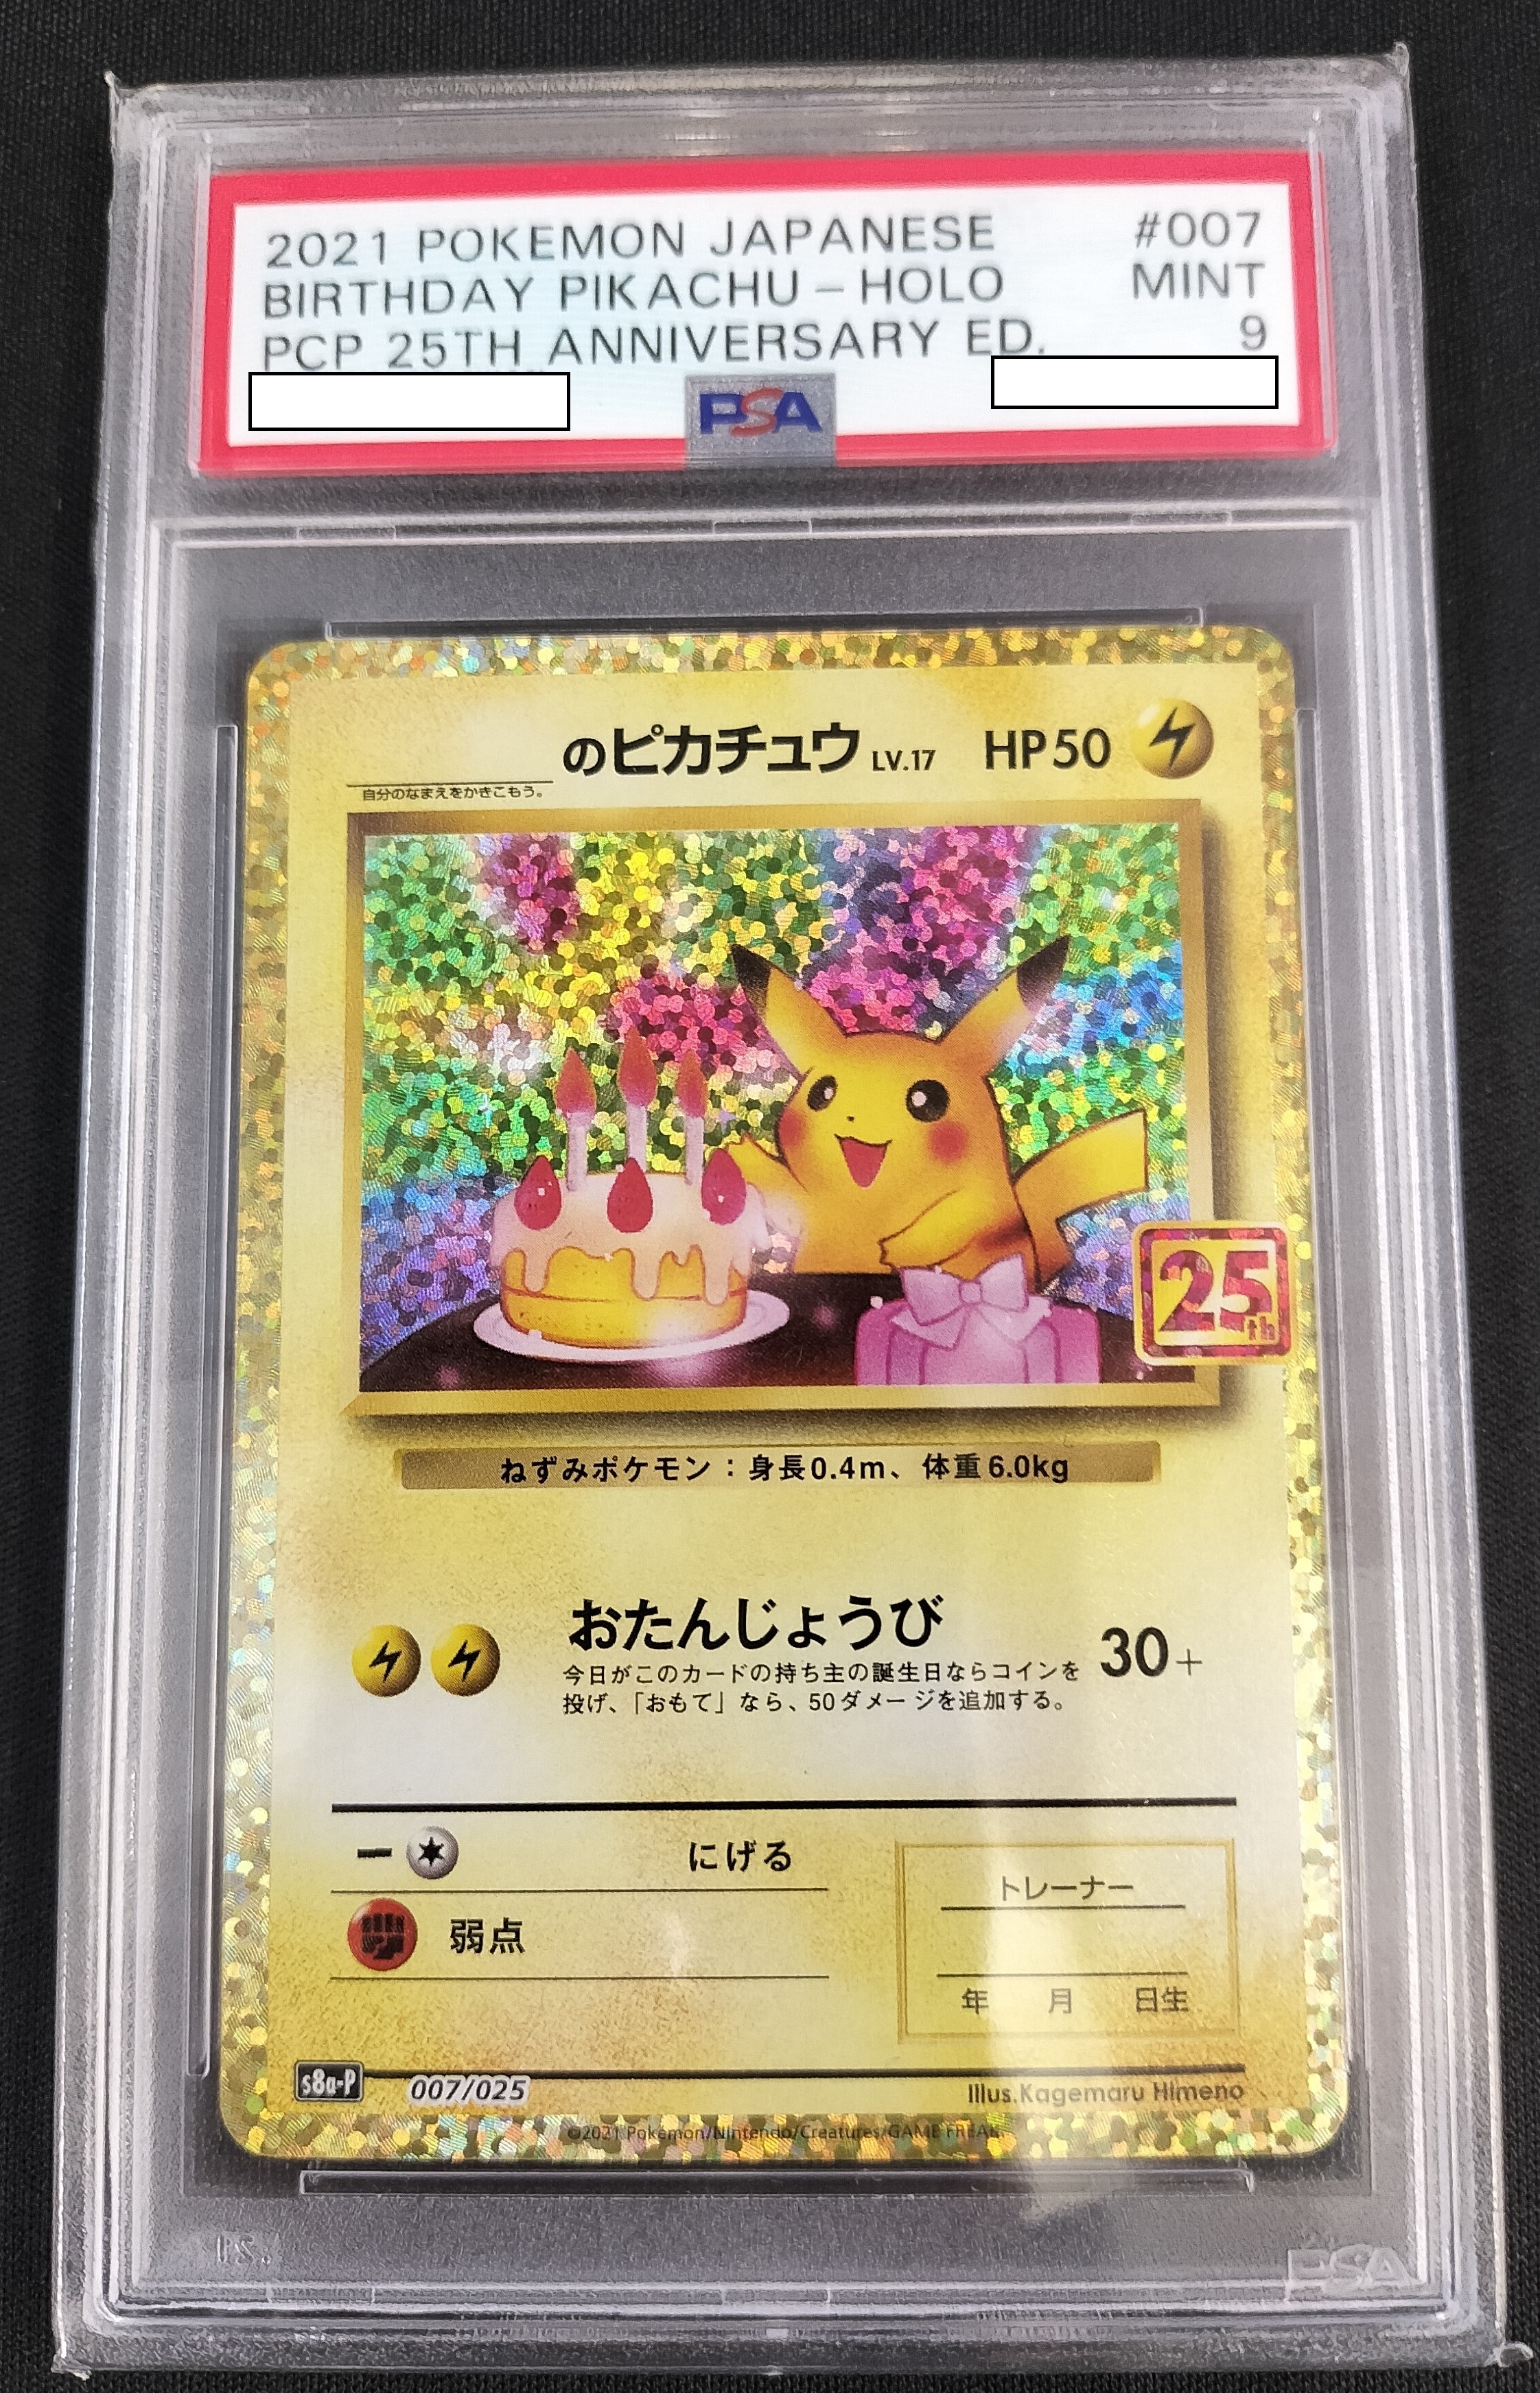 2021 POKEMON JAPANESE #007
BIRTHDAY PIKACHU-HOLO MINT
PCP 25TH ANNIVERSARY ED. 9
PSA
のピカチュウ LV.17 HP50
自分のなまえをかきこもう。
25th
ねずみポケモン：身長0.4m、体重6.0kg
おたんじょうび 30+
今日がこのカードの持ち主の誕生日ならコインを
投げ、「おもて」なら、50ダメージを追加する。
ー にげる
弱点
トレーナー
年 月 日生
s8a-P 007/025 Illus.Kagemaru Himeno
©2021 Pokémon/Nintendo/Creatures/GAME FREAK.
PSA